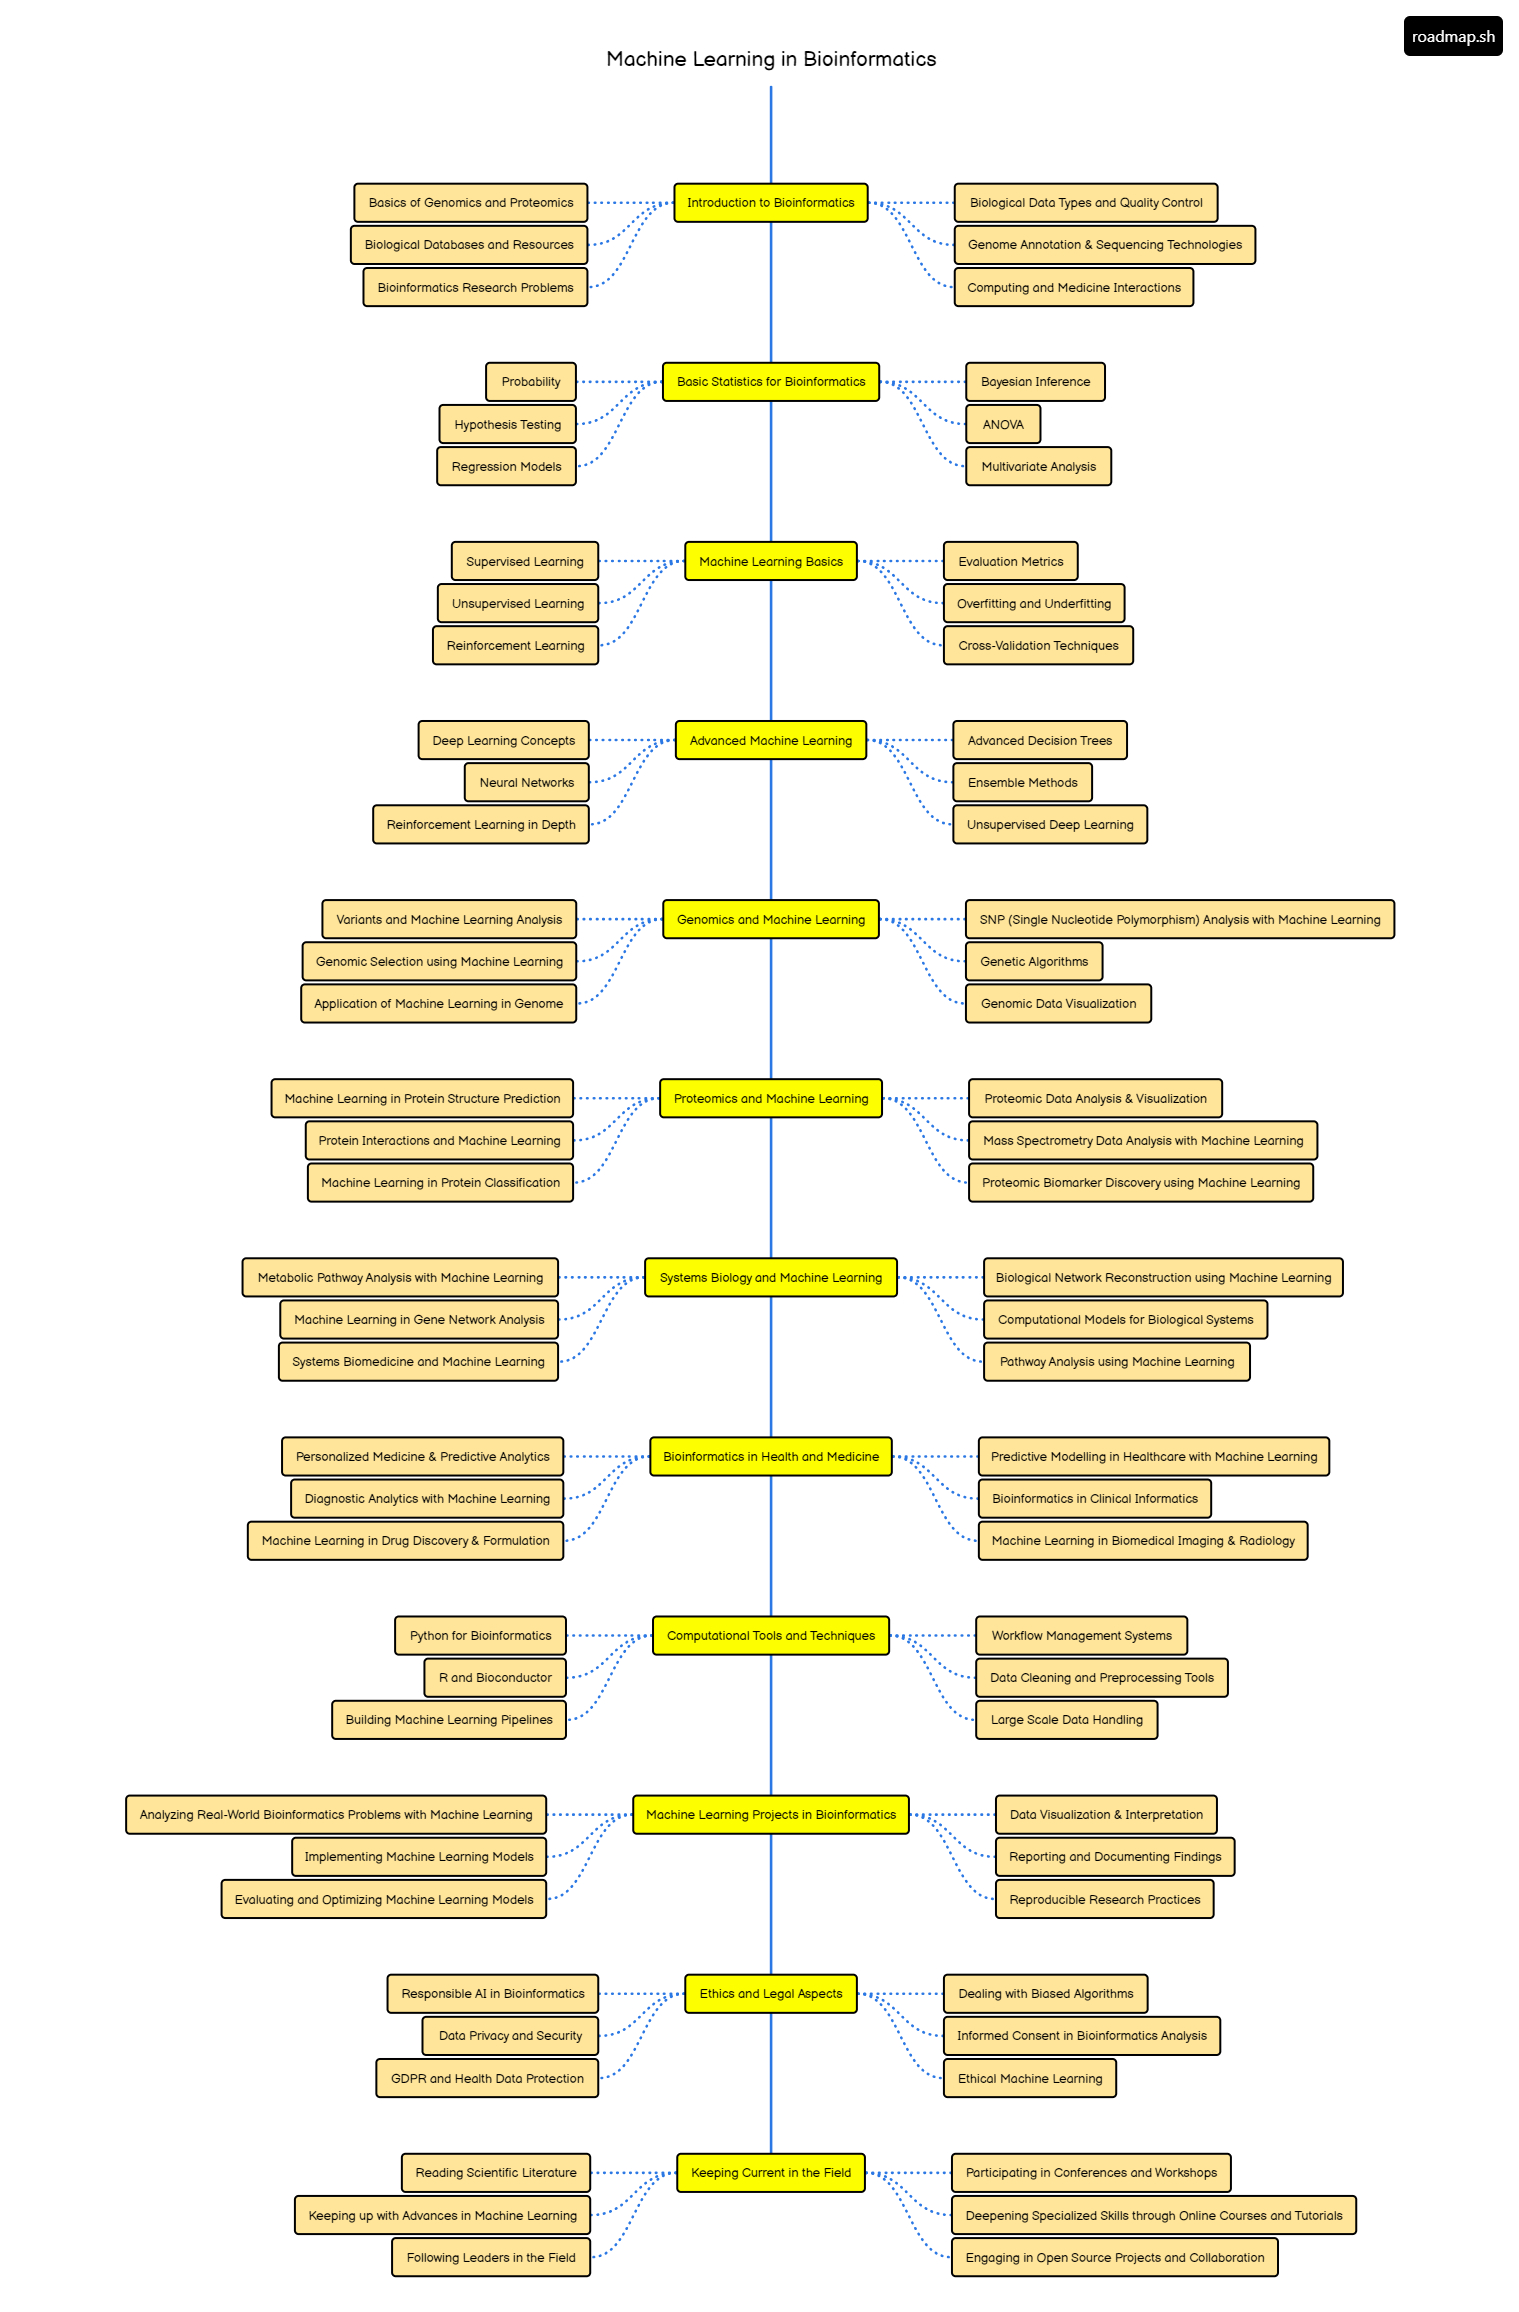 roadmap.sh
Machine Learning in Bioinformatics
Basics of Genomics and Proteomics
Introduction to Bioinformatics
Biological Data Types and Quality Control
Biological Databases and Resources
Genome Annotation & Sequencing Technologies
Bioinformatics Research Problems
Computing and Medicine Interactions
Probability
Basic Statistics for Bioinformatics
Bayesian Inference
Hypothesis Testing
ANOVA
Regression Models
Multivariate Analysis
Supervised Learning
Machine Learning Basics
Evaluation Metrics
Unsupervised Learning
Overfitting and Underfitting
Reinforcement Learning
Cross-Validation Techniques
Deep Learning Concepts
Advanced Machine Learning
Advanced Decision Trees
Neural Networks
Ensemble Methods
Reinforcement Learning in Depth
Unsupervised Deep Learning
Variants and Machine Learning Analysis
Genomics and Machine Learning
SNP (Single Nucleotide Polymorphism) Analysis with Machine Learning
Genomic Selection using Machine Learning
Genetic Algorithms
Application of Machine Learning in Genome
Genomic Data Visualization
Machine Learning in Protein Structure Prediction
Proteomics and Machine Learning
Proteomic Data Analysis & Visualization
Protein Interactions and Machine Learning
Mass Spectrometry Data Analysis with Machine Learning
Machine Learning in Protein Classification
Proteomic Biomarker Discovery using Machine Learning
Metabolic Pathway Analysis with Machine Learning
Systems Biology and Machine Learning
Biological Network Reconstruction using Machine Learning
Machine Learning in Gene Network Analysis
Computational Models for Biological Systems
Systems Biomedicine and Machine Learning
Pathway Analysis using Machine Learning
Personalized Medicine & Predictive Analytics
Bioinformatics in Health and Medicine
Predictive Modelling in Healthcare with Machine Learning
Diagnostic Analytics with Machine Learning
Bioinformatics in Clinical Informatics
Machine Learning in Drug Discovery & Formulation
Machine Learning in Biomedical Imaging & Radiology
Python for Bioinformatics
Computational Tools and Techniques
Workflow Management Systems
R and Bioconductor
Data Cleaning and Preprocessing Tools
Building Machine Learning Pipelines
Large Scale Data Handling
Analyzing Real-World Bioinformatics Problems with Machine Learning
Machine Learning Projects in Bioinformatics
Data Visualization & Interpretation
Implementing Machine Learning Models
Reporting and Documenting Findings
Evaluating and Optimizing Machine Learning Models
Reproducible Research Practices
Responsible AI in Bioinformatics
Ethics and Legal Aspects
Dealing with Biased Algorithms
Data Privacy and Security
Informed Consent in Bioinformatics Analysis
GDPR and Health Data Protection
Ethical Machine Learning
Reading Scientific Literature
Keeping Current in the Field
Participating in Conferences and Workshops
Keeping up with Advances in Machine Learning
Deepening Specialized Skills through Online Courses and Tutorials
Following Leaders in the Field
Engaging in Open Source Projects and Collaboration